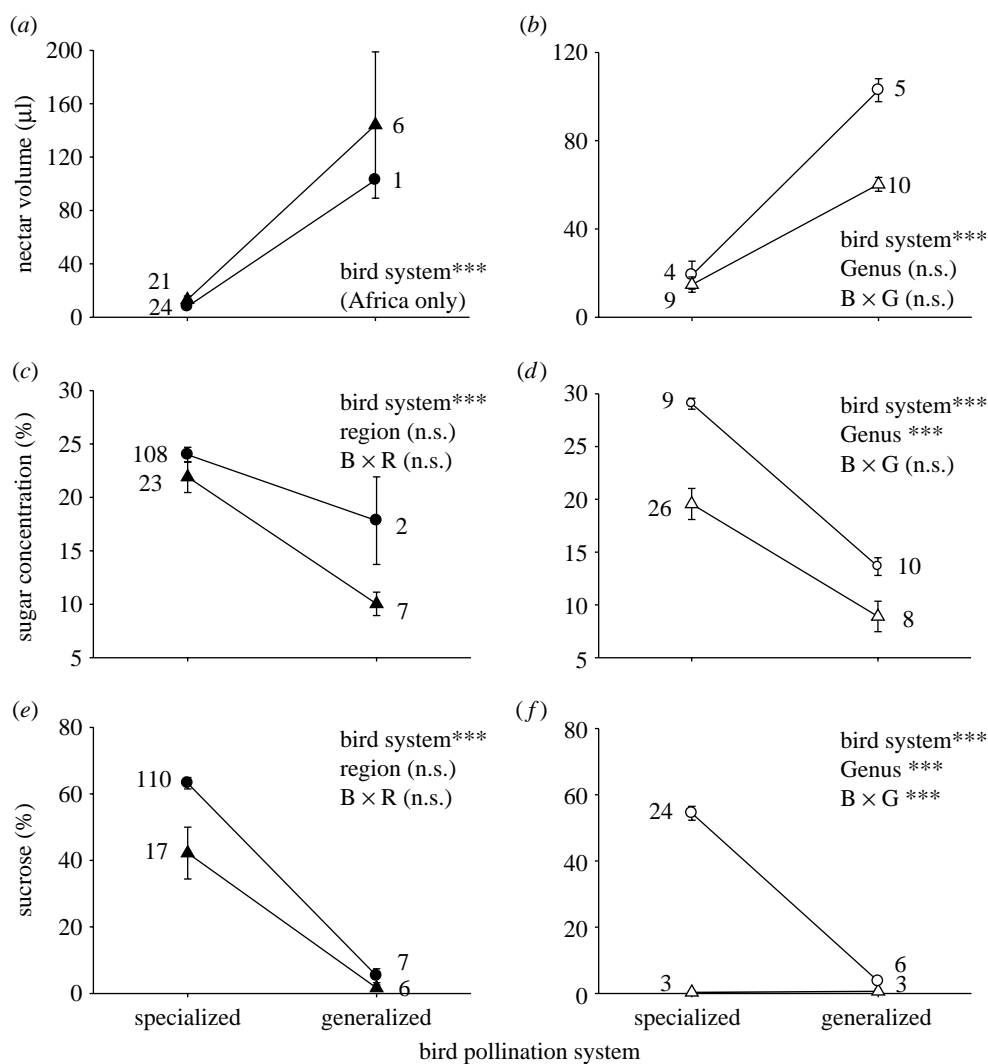 (a)
(b)
nectar volume (µl)
200
160
120
80
40
0
6
1
21
24
bird system***
(Africa only)
120
80
40
0
5
10
4
9
bird system***
Genus (n.s.)
B × G (n.s.)
(c)
(d)
sugar concentration (%)
30
25
20
15
10
5
108
23
2
7
bird system***
region (n.s.)
B × R (n.s.)
30
25
20
15
10
5
9
26
10
8
bird system***
Genus ***
B × G (n.s.)
(e)
(f)
sucrose (%)
80
60
40
20
0
110
17
7
6
bird system***
region (n.s.)
B × R (n.s.)
80
60
40
20
0
24
3
6
3
bird system***
Genus ***
B × G ***
specialized generalized
specialized generalized
bird pollination system